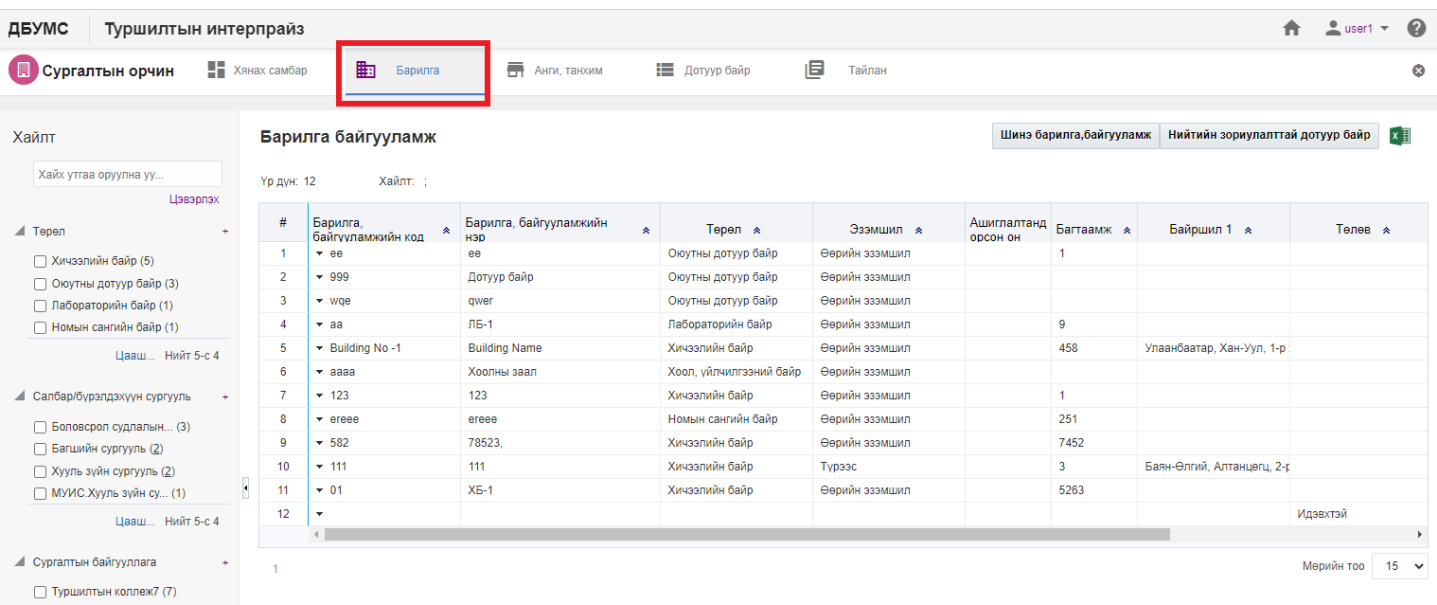 ДБУМС Туршилтын интерпрайз user1
Сургалтын орчин Хянах самбар Барилга Анги, танхим Дотуур байр Тайлан
Хайлт
Хайх утгаа оруулна уу...
Цэвэрлэх
Төрөл +
Хичээлийн байр (5)
Оюутны дотуур байр (3)
Лабораторийн байр (1)
Номын сангийн байр (1)
Цааш... Нийт 5-с 4
Салбар/бүрэлдэхүүн сургууль +
Боловсрол судлалын... (3)
Багшийн сургууль (2)
Хууль зүйн сургууль (2)
МУИС.Хууль зүйн су... (1)
Цааш... Нийт 5-с 4
Сургалтын байгууллага +
Туршилтын коллеж7 (7)
Барилга байгууламж
Шинэ барилга,байгууламж Нийтийн зориулалттай дотуур байр
Үр дүн: 12 Хайлт: ;
# Барилга, байгууламжийн код Барилга, байгууламжийн нэр Төрөл Эзэмшил Ашиглалтанд орсон он Багтаамж Байршил 1 Төлөв
1 ee ee Оюутны дотуур байр Өөрийн эзэмшил 1
2 999 Дотуур байр Оюутны дотуур байр Өөрийн эзэмшил
3 wqe qwer Оюутны дотуур байр Өөрийн эзэмшил
4 aa ЛБ-1 Лабораторийн байр Өөрийн эзэмшил 9
5 Building No -1 Building Name Хичээлийн байр Өөрийн эзэмшил 458 Улаанбаатар, Хан-Уул, 1-р
6 aaaa Хоолны заал Хоол, үйлчилгээний байр Өөрийн эзэмшил
7 123 123 Хичээлийн байр Өөрийн эзэмшил 1
8 ereee ereee Номын сангийн байр Өөрийн эзэмшил 251
9 582 78523, Хичээлийн байр Өөрийн эзэмшил 7452
10 111 111 Хичээлийн байр Түрээс 3 Баян-Өлгий, Алтанцөгц, 2-р
11 01 ХБ-1 Хичээлийн байр Өөрийн эзэмшил 5263
12 Идэвхтэй
1 Мөрийн тоо 15